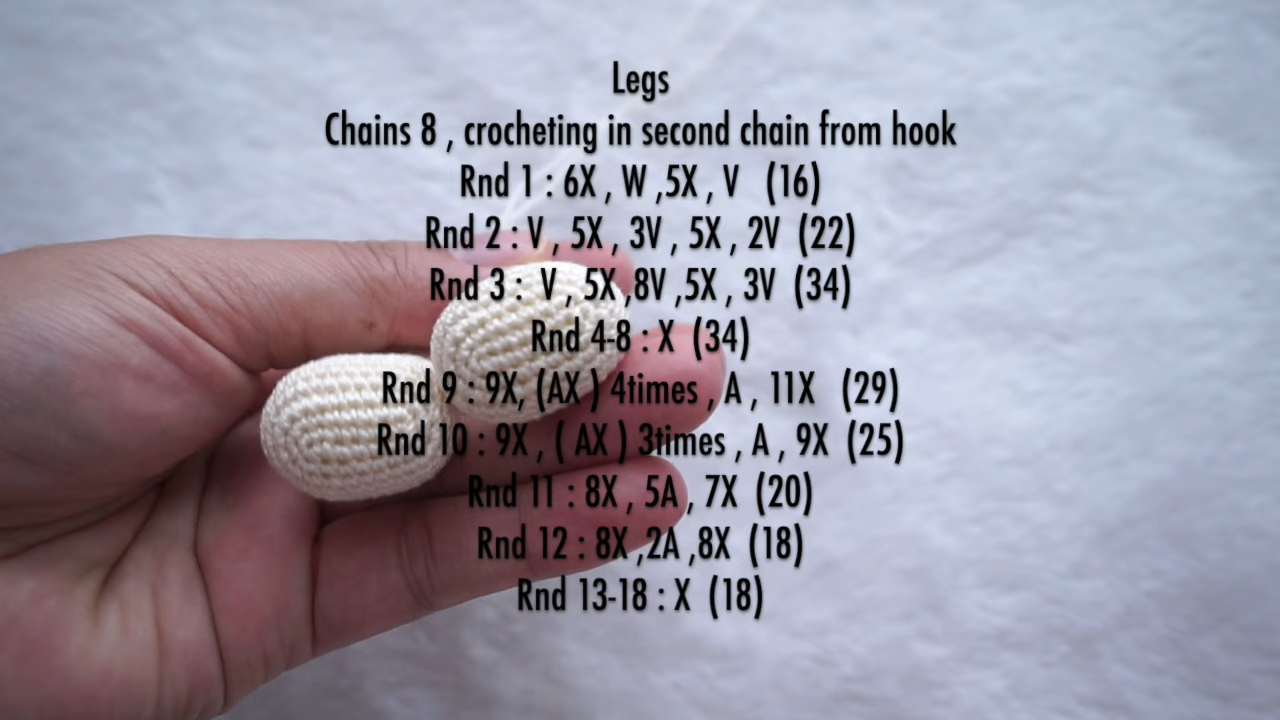 Legs
Chains 8 , crocheting in second chain from hook
Rnd 1 : 6X , W ,5X , V (16)
Rnd 2 : V , 5X , 3V , 5X , 2V (22)
Rnd 3 : V , 5X ,8V ,5X , 3V (34)
Rnd 4-8 : X (34)
Rnd 9 : 9X, (AX ) 4times , A , 11X (29)
Rnd 10 : 9X , ( AX ) 3times , A , 9X (25)
Rnd 11 : 8X , 5A , 7X (20)
Rnd 12 : 8X ,2A ,8X (18)
Rnd 13-18 : X (18)